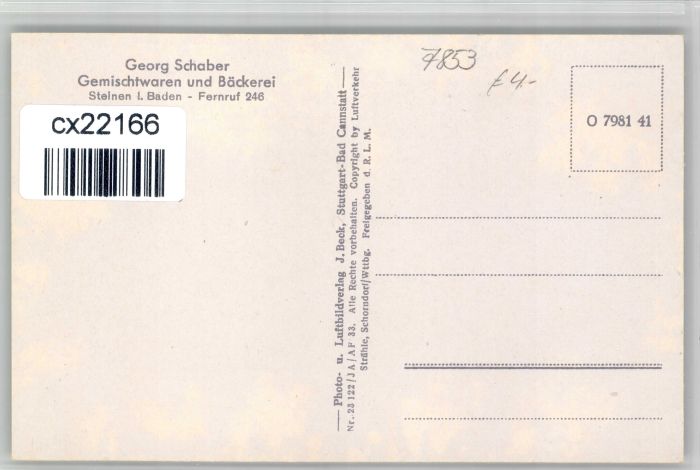 Georg Schaber
Gemischtwaren und Bäckerei
Steinen i. Baden - Fernruf 246
cx22166
Photo- u. Luftbildverlag J. Beck, Stuttgart-Bad Cannstatt
Nr. 23 122/JA/AF 33. Alle Rechte vorbehalten. Copyright by Luftverkehr
Strähle, Schorndorf/Wttbg. Freigegeben d. R. L. M.
7853
£ 4.-
O 7981 41